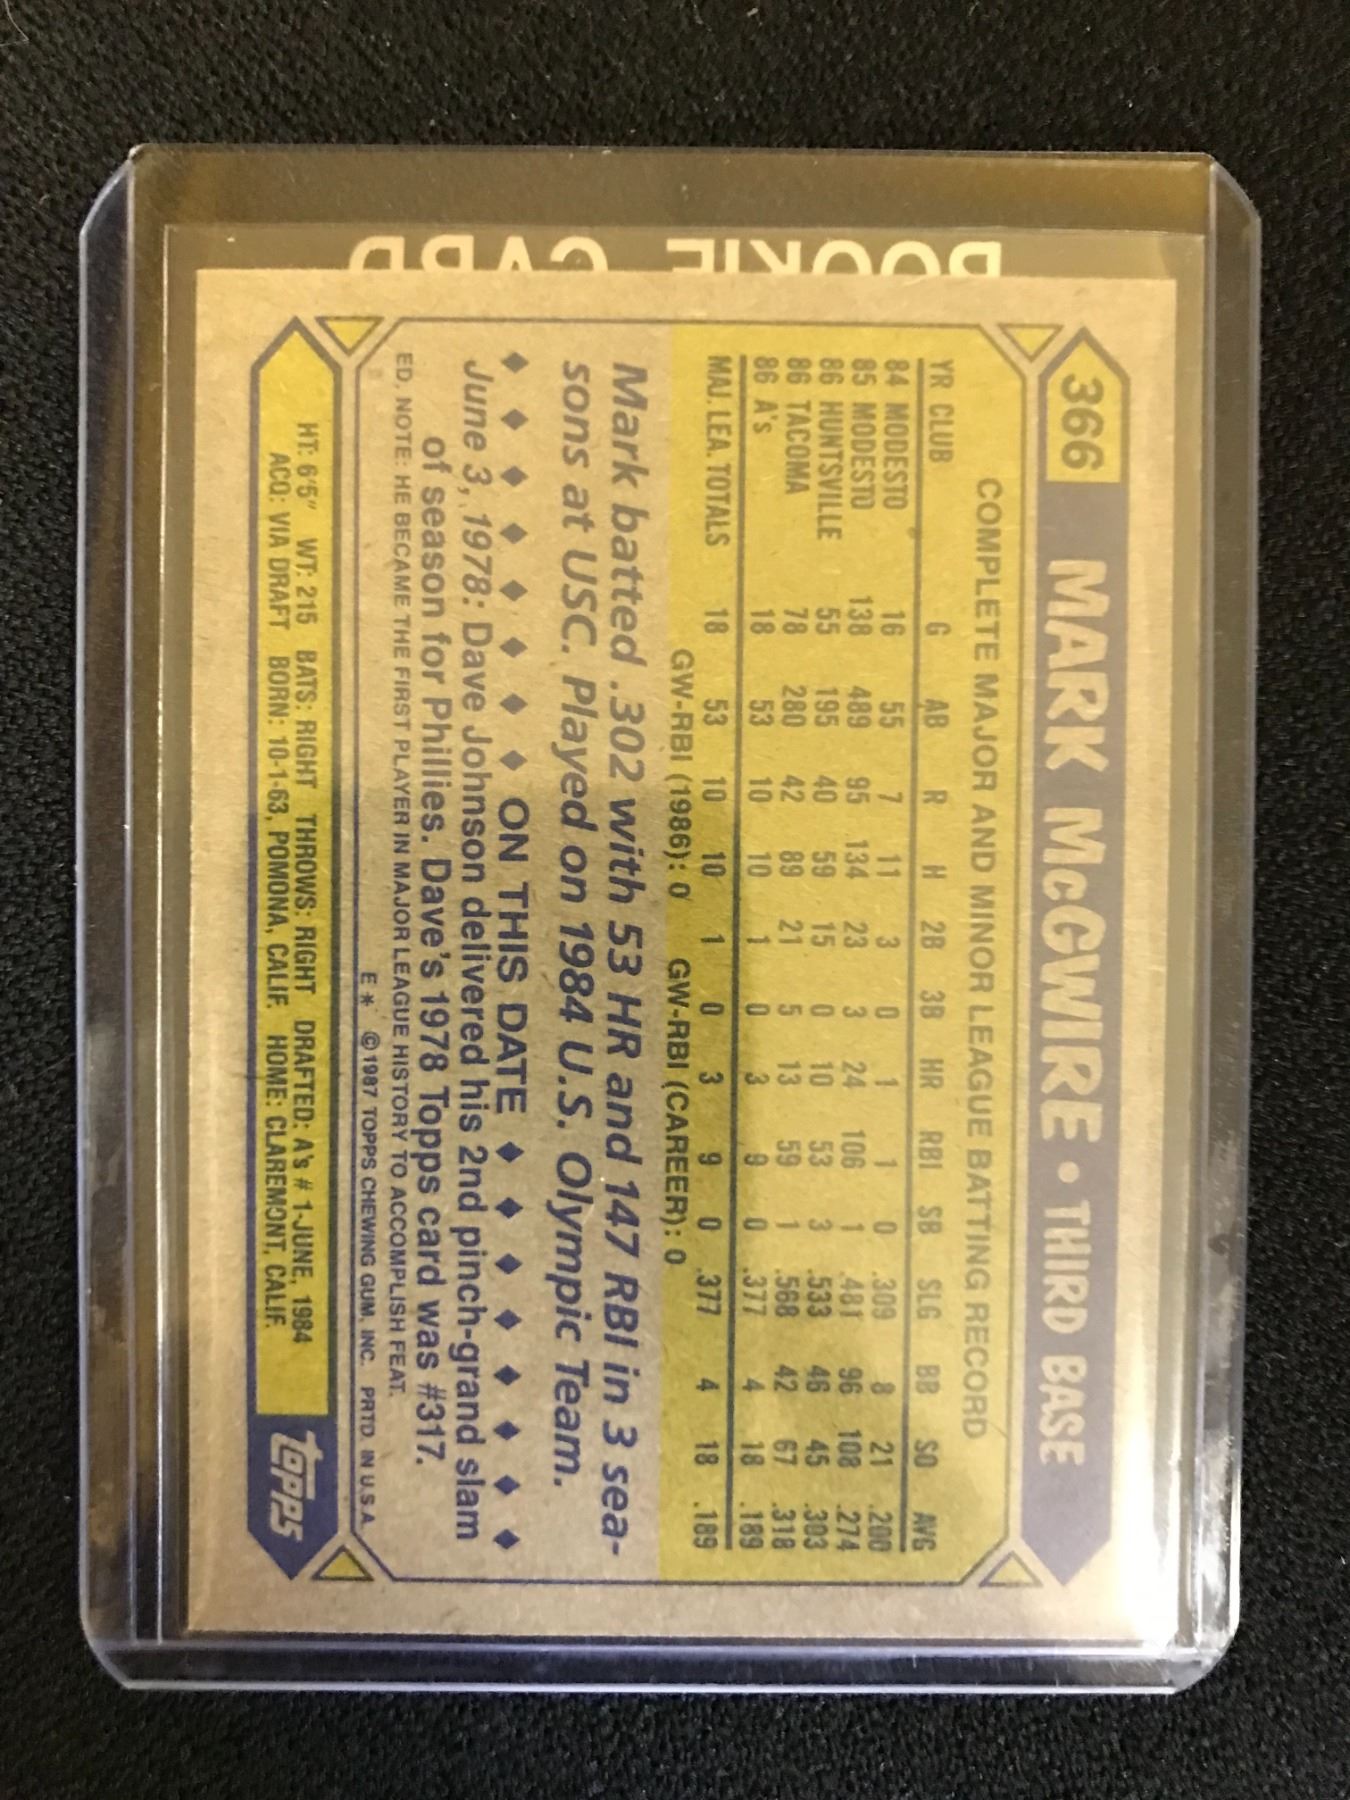 ROOKIE CARD
366 MARK McGWIRE • THIRD BASE
COMPLETE MAJOR AND MINOR LEAGUE BATTING RECORD
YR CLUB G AB R H 2B 3B HR RBI SB SLG BB SO AVG
84 MODESTO 16 55 7 11 3 0 1 1 0 .309 8 21 .200
85 MODESTO 138 489 95 134 23 3 24 106 1 .481 96 108 .274
86 HUNTSVILLE 55 195 40 59 15 0 10 53 3 .533 46 45 .303
86 TACOMA 78 280 42 89 21 5 13 59 1 .568 42 67 .318
86 A's 18 53 10 10 1 0 3 9 0 .377 4 18 .189
MAJ. LEA. TOTALS 18 53 10 10 1 0 3 9 0 .377 4 18 .189
GW-RBI (1986): 0 GW-RBI (CAREER): 0
Mark batted .302 with 53 HR and 147 RBI in 3 sea-
sons at USC. Played on 1984 U.S. Olympic Team.
◆ ◆ ◆ ◆ ◆ ◆ ◆ ◆ ON THIS DATE ◆ ◆ ◆ ◆ ◆ ◆ ◆ ◆
June 3, 1978: Dave Johnson delivered his 2nd pinch-grand slam
of season for Phillies. Dave's 1978 Topps card was #317.
ED. NOTE: HE BECAME THE FIRST PLAYER IN MAJOR LEAGUE HISTORY TO ACCOMPLISH FEAT.
E* © 1987 TOPPS CHEWING GUM, INC. PRTD. IN U.S.A.
HT: 6'5" WT: 215 BATS: RIGHT THROWS: RIGHT DRAFTED: A's #1-JUNE, 1984
ACQ: VIA DRAFT BORN: 10-1-63, POMONA, CALIF. HOME: CLAREMONT, CALIF.
topps